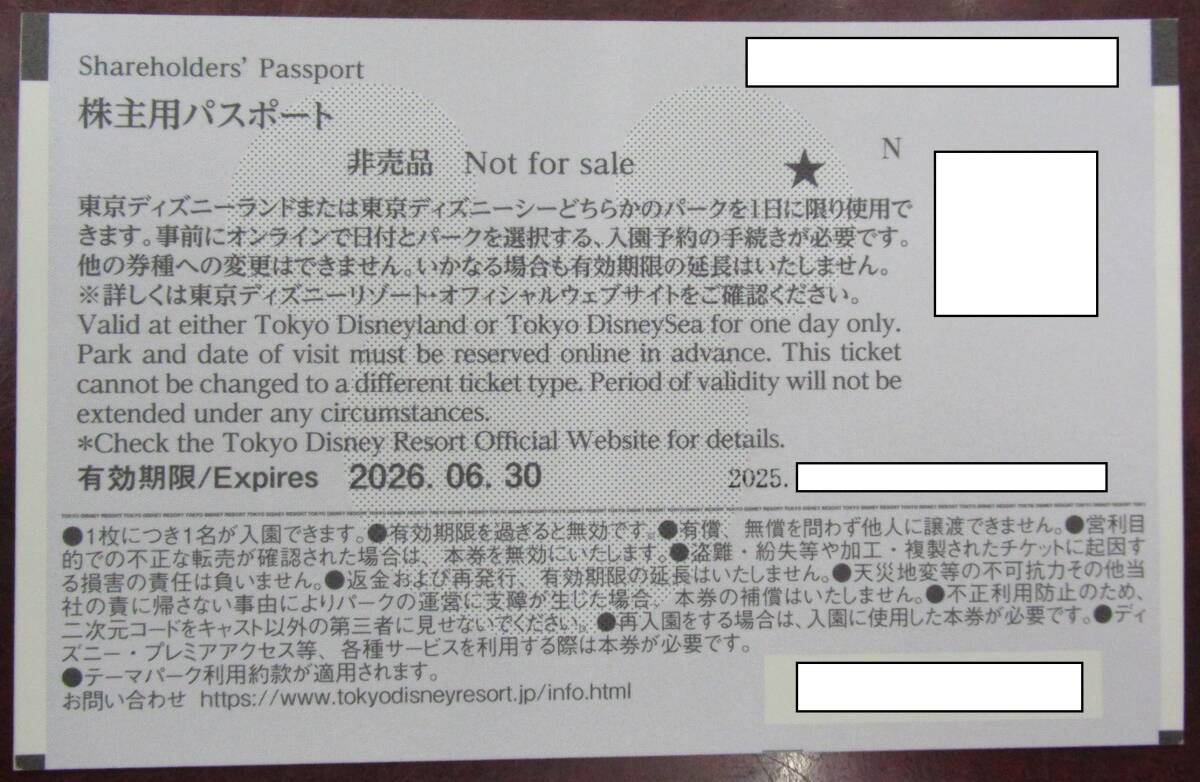 Shareholders' Passport
株主用パスポート
非売品 Not for sale ★ N
東京ディズニーランドまたは東京ディズニーシーどちらかのパークを1日に限り使用で
きます。事前にオンラインで日付とパークを選択する、入園予約の手続きが必要です。
他の券種への変更はできません。いかなる場合も有効期限の延長はいたしません。
※詳しくは東京ディズニーリゾート・オフィシャルウェブサイトをご確認ください。
Valid at either Tokyo Disneyland or Tokyo DisneySea for one day only.
Park and date of visit must be reserved online in advance. This ticket
cannot be changed to a different ticket type. Period of validity will not be
extended under any circumstances.
*Check the Tokyo Disney Resort Official Website for details.
有効期限/Expires 2026. 06. 30 2025.
●1枚につき1名が入園できます。●有効期限を過ぎると無効です。●有償、無償を問わず他人に譲渡できません。●営利目
的での不正な転売が確認された場合は、本券を無効にいたします。●盗難・紛失等や加工・複製されたチケットに起因す
る損害の責任は負いません。●返金および再発行、有効期限の延長はいたしません。●天災地変等の不可抗力その他当
社の責に帰さない事由によりパークの運営に支障が生じた場合、本券の補償はいたしません。●不正利用防止のため、
二次元コードをキャスト以外の第三者に見せないでください。●再入園をする場合は、入園に使用した本券が必要です。●ディ
ズニー・プレミアアクセス等、各種サービスを利用する際は本券が必要です。
●テーマパーク利用約款が適用されます。
お問い合わせ https://www.tokyodisneyresort.jp/info.html